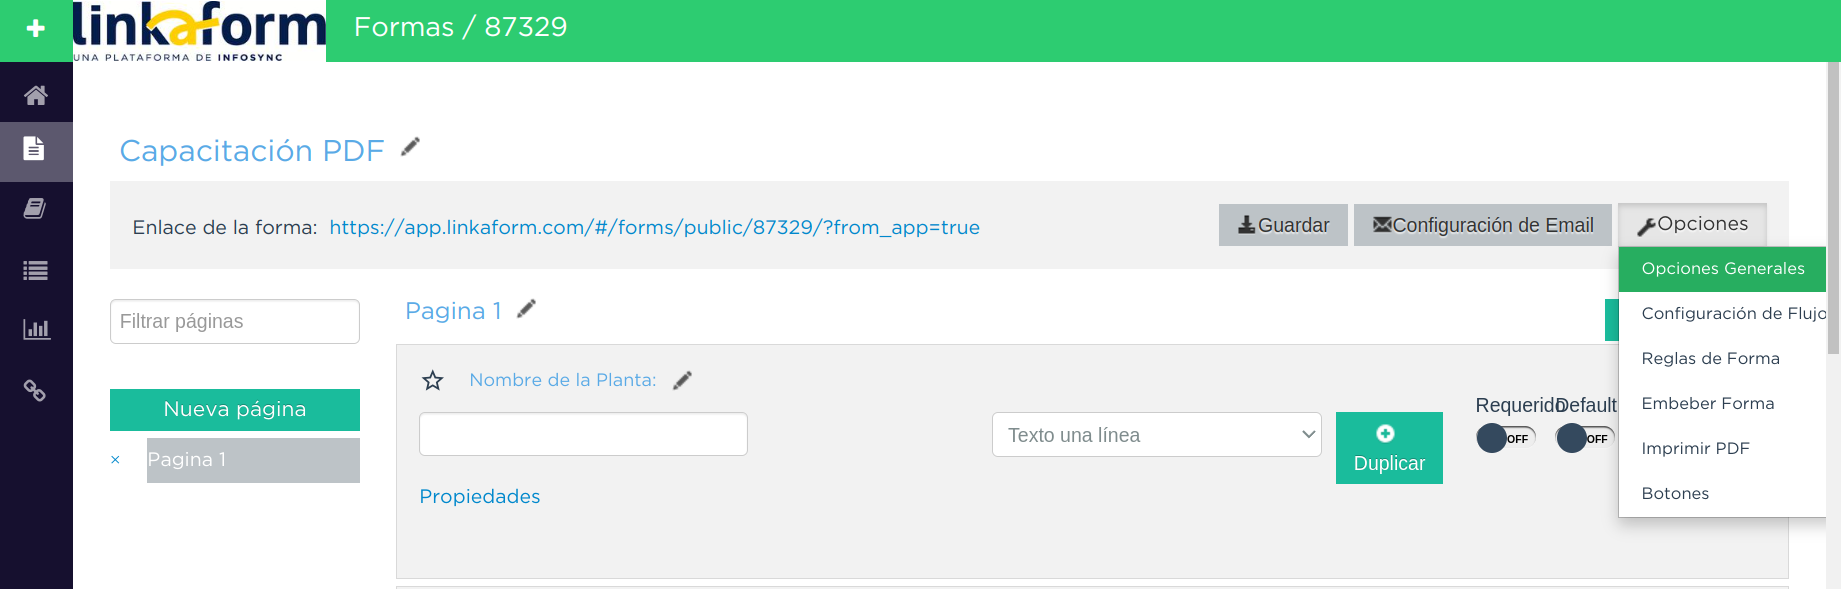 linkaform
UNA PLATAFORMA DE INFOSYNC
Formas / 87329
Capacitación PDF
Enlace de la forma: https://app.linkaform.com/#/forms/public/87329/?from_app=true
Guardar
Configuración de Email
Opciones
Opciones Generales
Configuración de Flujo
Reglas de Forma
Embeber Forma
Imprimir PDF
Botones
Filtrar páginas
Nueva página
× Pagina 1
Pagina 1
Nombre de la Planta:
Texto una línea
Duplicar
Requerido
Default
OFF
OFF
Propiedades